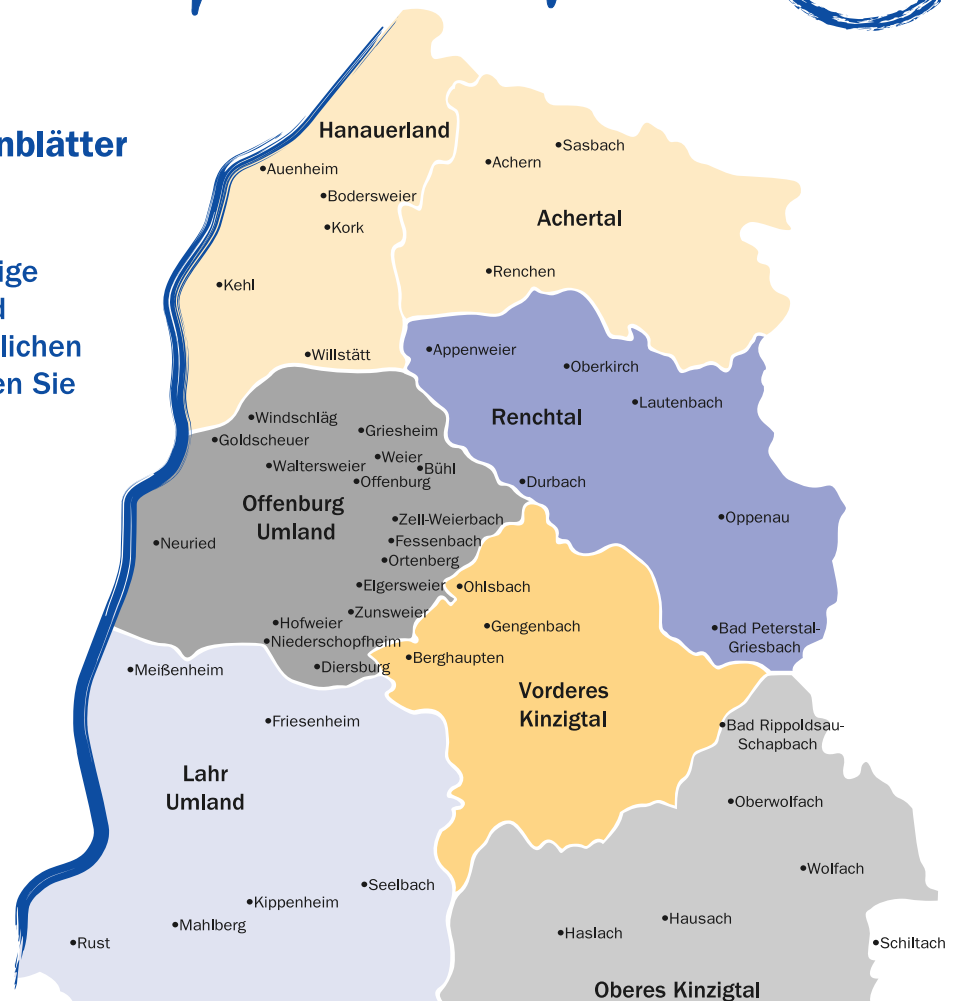 nblätter
ige
d
lichen
en Sie
Hanauerland
Sasbach
Achern
Auenheim
Bodersweier
Achertal
Kork
Renchen
Kehl
Appenweier
Willstätt
Oberkirch
Lautenbach
Renchtal
Windschläg
Griesheim
Goldscheuer
Weier
Waltersweier
Bühl
Offenburg
Durbach
Offenburg
Umland
Zell-Weierbach
Oppenau
Fessenbach
Neuried
Ortenberg
Elgersweier
Ohlsbach
Zunsweier
Hofweier
Gengenbach
Bad Peterstal-
Griesbach
Niederschopfheim
Berghaupten
Diersburg
Meißenheim
Vorderes
Kinzigtal
Friesenheim
Bad Rippoldsau-
Schapbach
Lahr
Umland
Oberwolfach
Wolfach
Seelbach
Kippenheim
Mahlberg
Hausach
Haslach
Rust
Schiltach
Oberes Kinzigtal